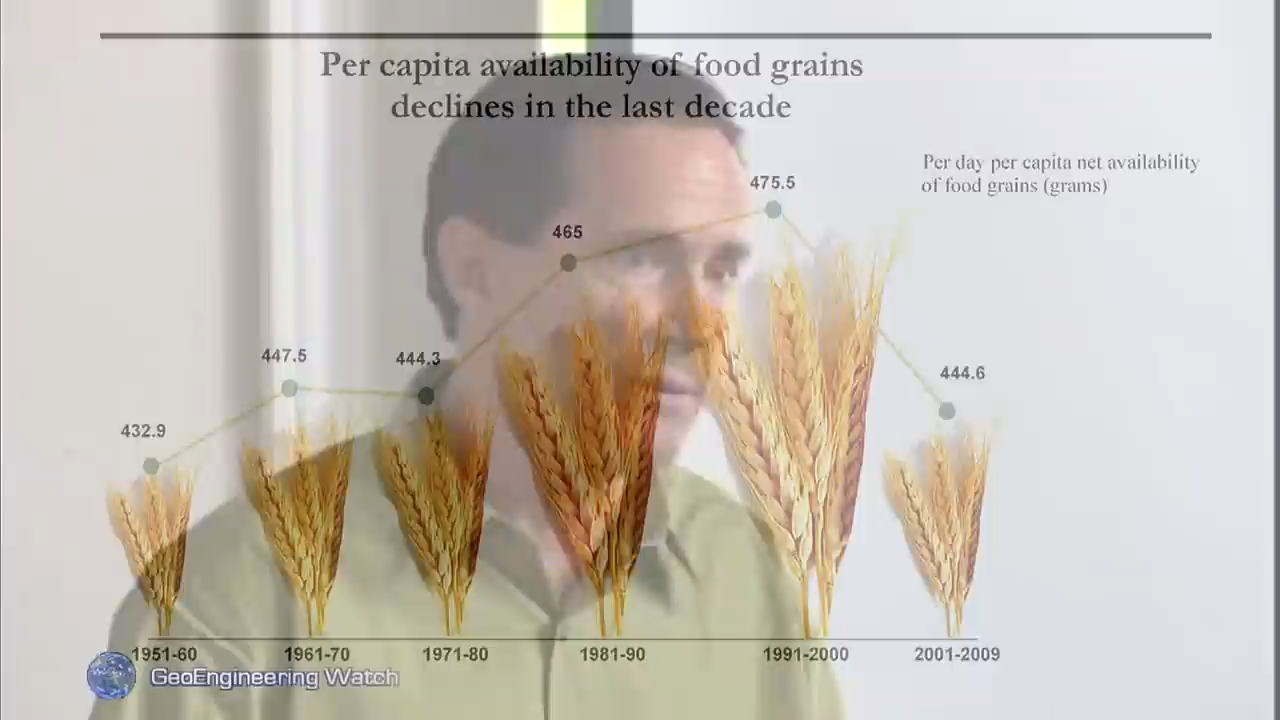 Per capita availability of food grains
declines in the last decade
Per day per capita net availability
of food grains (grams)
475.5
465
447.5
444.3
444.6
432.9
1951-60
1961-70
1971-80
1981-90
1991-2000
2001-2009
GeoEngineering Watch